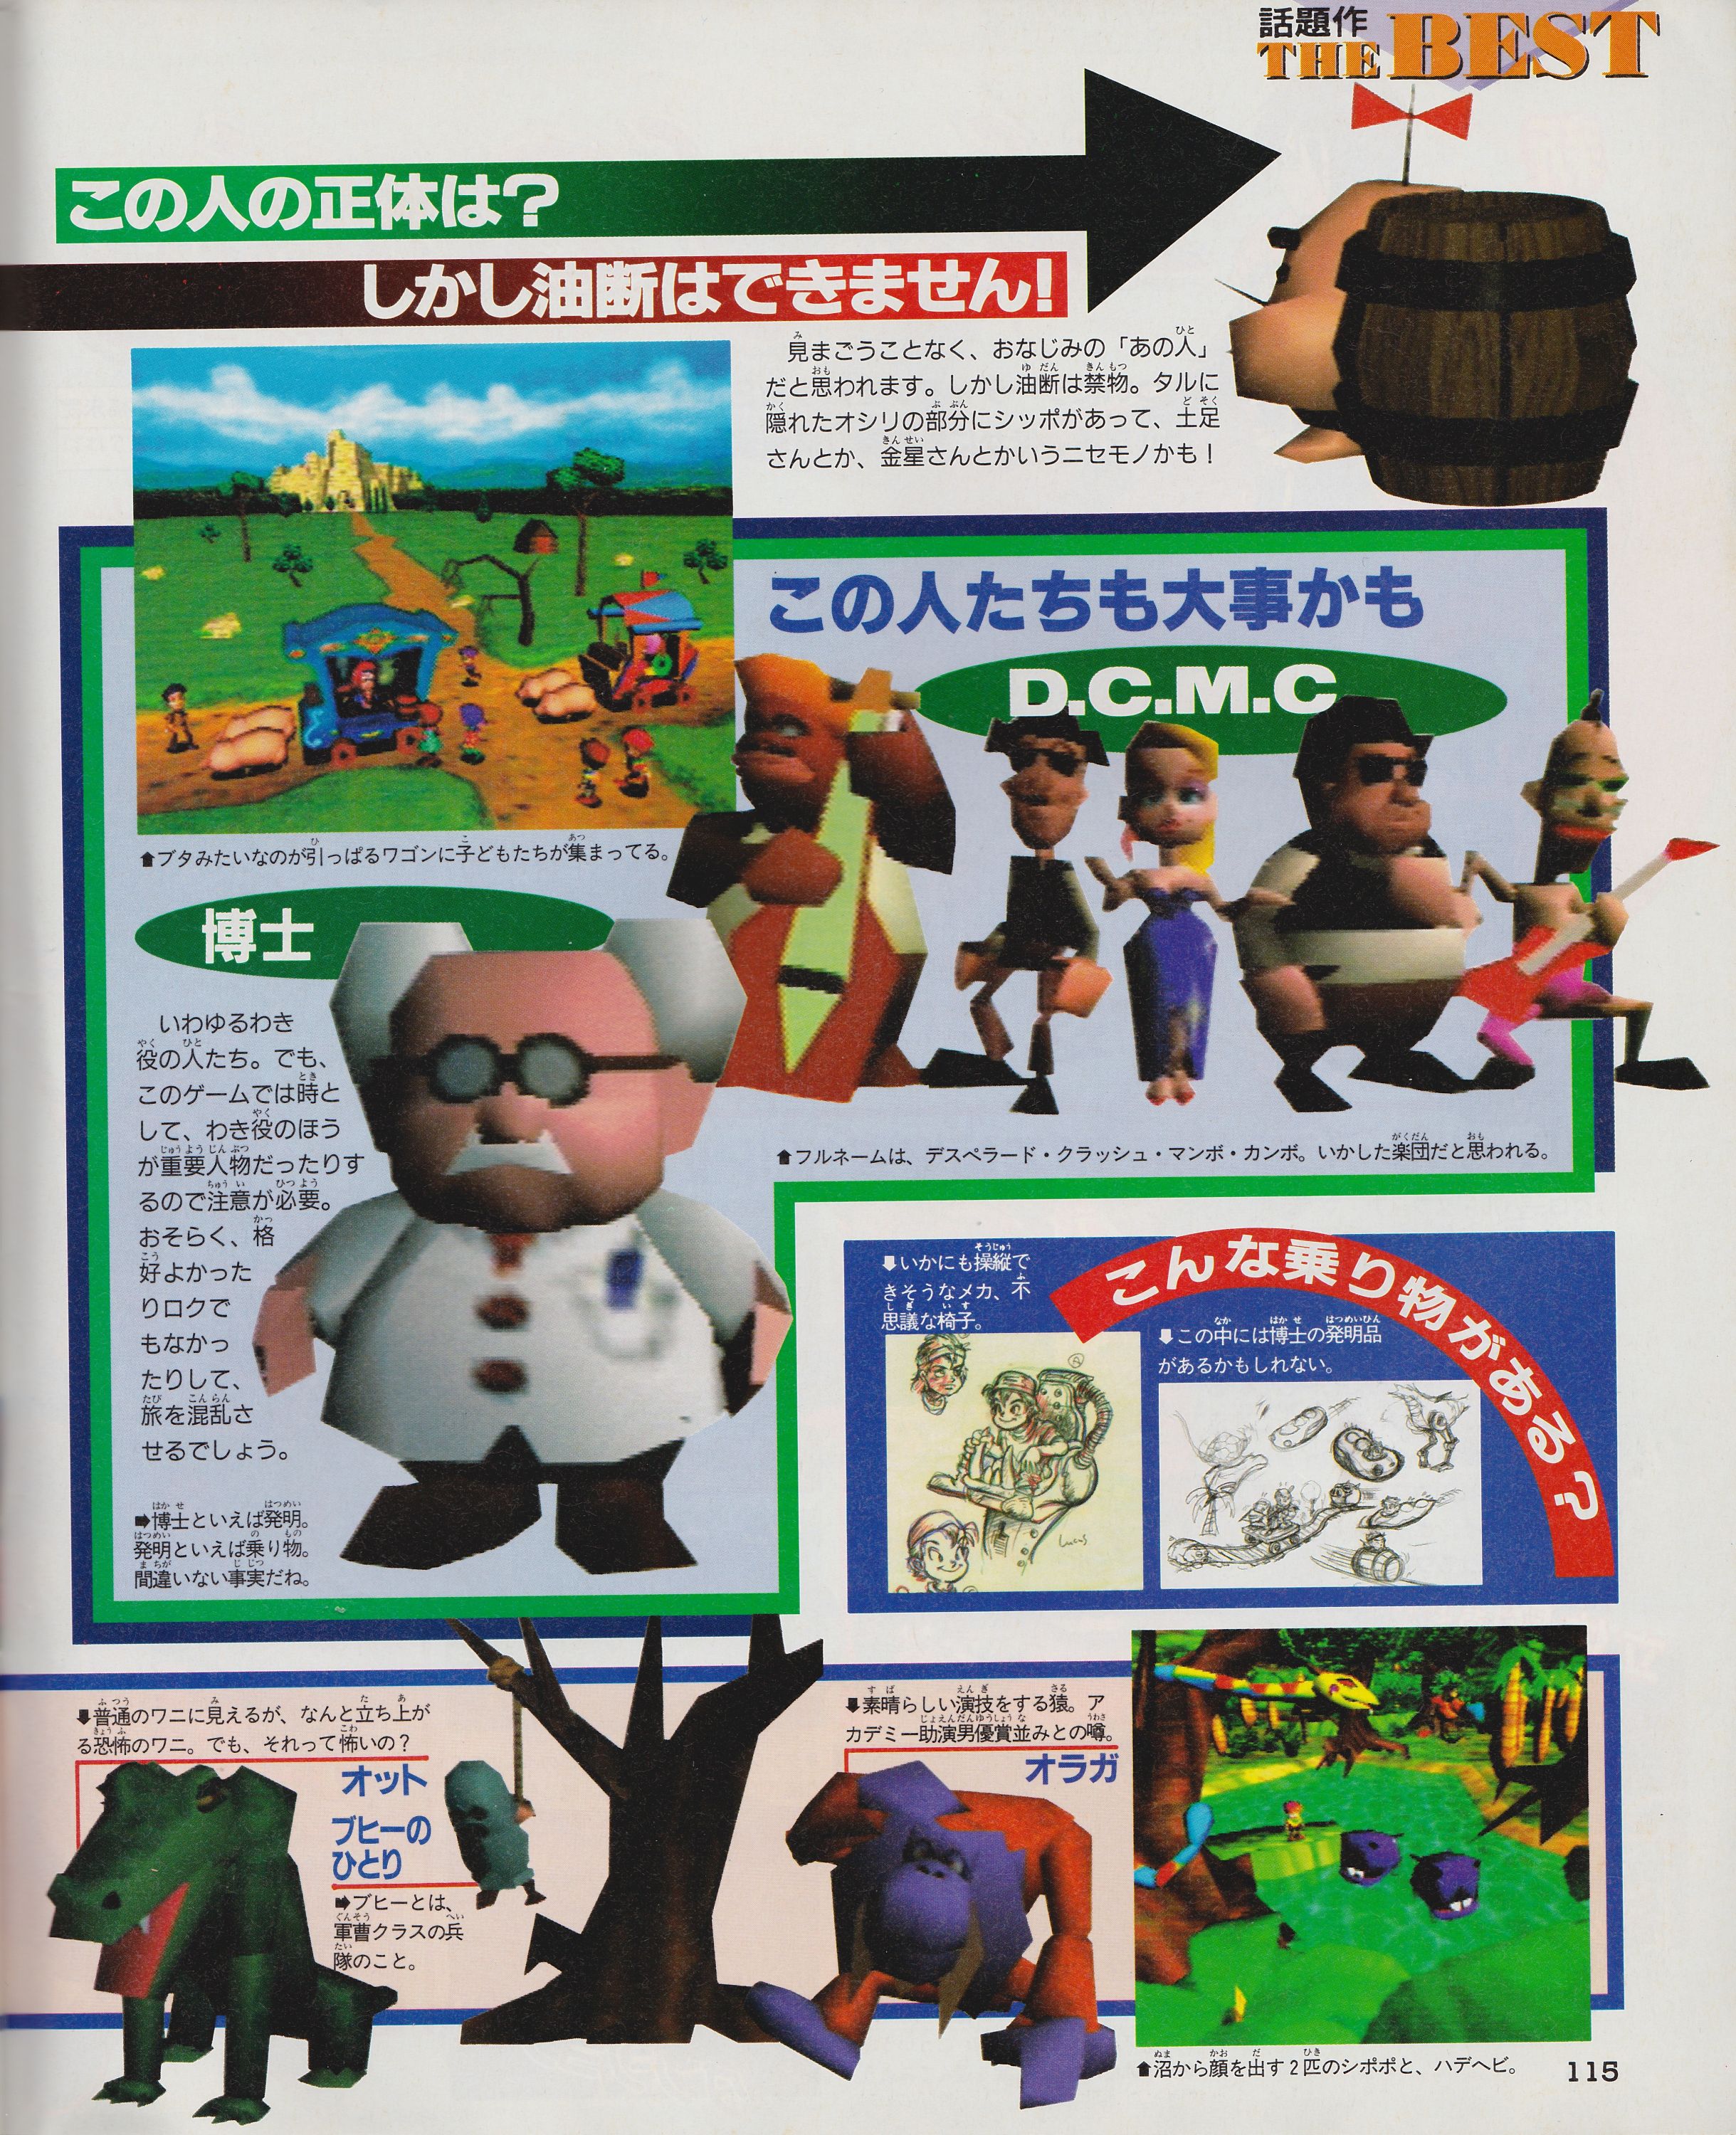 話題作
THE BEST
この人の正体は?
しかし油断はできません!
見まごうことなく、おなじみの「あの人」
だと思われます。しかし油断は禁物。タルに
隠れたオシリの部分にシッポがあって、土足
さんとか、金星さんとかいうニセモノかも!
⬆ブタみたいなのが引っぱるワゴンに子どもたちが集まってる。
この人たちも大事かも
D.C.M.C
⬆フルネームは、デスペラード・クラッシュ・マンボ・カンボ。いかした楽団だと思われる。
博士
いわゆるわき
役の人たち。でも、
このゲームでは時と
して、わき役のほう
が重要人物だったりす
るので注意が必要。
おそらく、格
好よかった
りロクで
もなかっ
たりして、
旅を混乱さ
せるでしょう。
➡博士といえば発明。
発明といえば乗り物。
間違いない事実だね。
こんな乗り物がある?
⬇いかにも操縦で
きそうなメカ、不
思議な椅子。
⬇この中には博士の発明品
があるかもしれない。
Lucas
⬇普通のワニに見えるが、なんと立ち上が
る恐怖のワニ。でも、それって怖いの?
オット
ブヒーの
ひとり
➡ブヒーとは、
軍曹クラスの兵
隊のこと。
⬇素晴らしい演技をする猿。ア
カデミー助演男優賞並みとの噂。
オラガ
⬆沼から顔を出す2匹のシポポと、ハデヘビ。
115